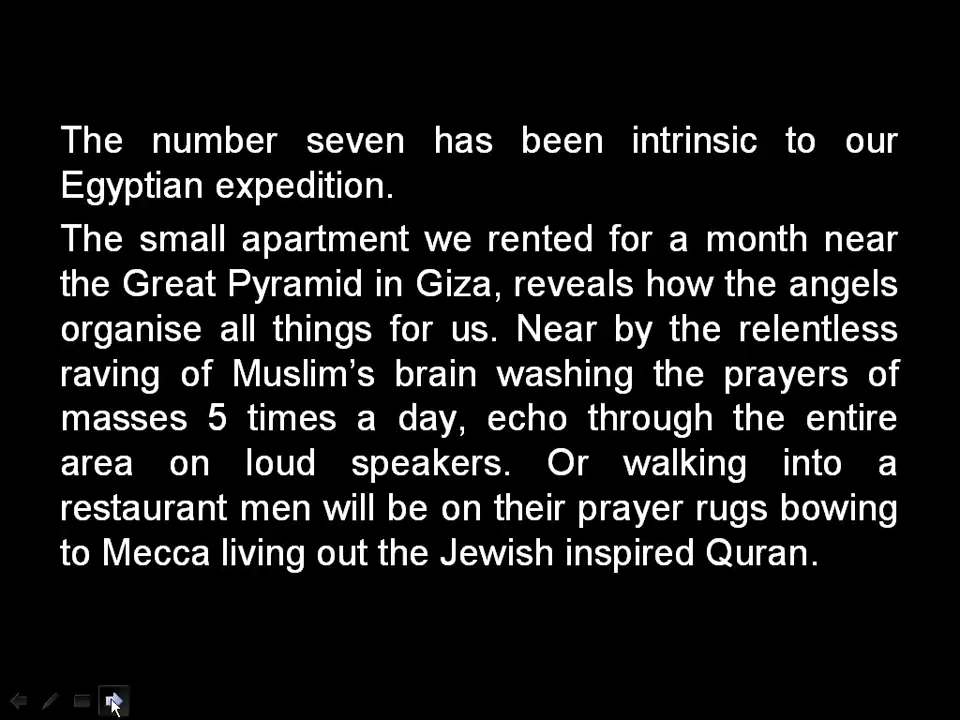 The number seven has been intrinsic to our
Egyptian expedition.
The small apartment we rented for a month near
the Great Pyramid in Giza, reveals how the angels
organise all things for us. Near by the relentless
raving of Muslim’s brain washing the prayers of
masses 5 times a day, echo through the entire
area on loud speakers. Or walking into a
restaurant men will be on their prayer rugs bowing
to Mecca living out the Jewish inspired Quran.